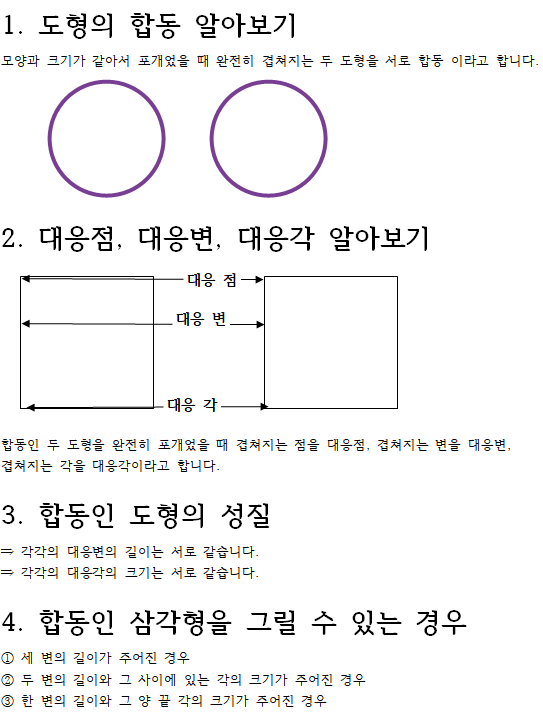 1. 도형의 합동 알아보기
모양과 크기가 같아서 포개었을 때 완전히 겹쳐지는 두 도형을 서로 합동 이라고 합니다.
2. 대응점, 대응변, 대응각 알아보기
대응 점
대응 변
대응 각
합동인 두 도형을 완전히 포개었을 때 겹쳐지는 점을 대응점, 겹쳐지는 변을 대응변,
겹쳐지는 각을 대응각이라고 합니다.
3. 합동인 도형의 성질
⇒ 각각의 대응변의 길이는 서로 같습니다.
⇒ 각각의 대응각의 크기는 서로 같습니다.
4. 합동인 삼각형을 그릴 수 있는 경우
① 세 변의 길이가 주어진 경우
② 두 변의 길이와 그 사이에 있는 각의 크기가 주어진 경우
③ 한 변의 길이와 그 양 끝 각의 크기가 주어진 경우